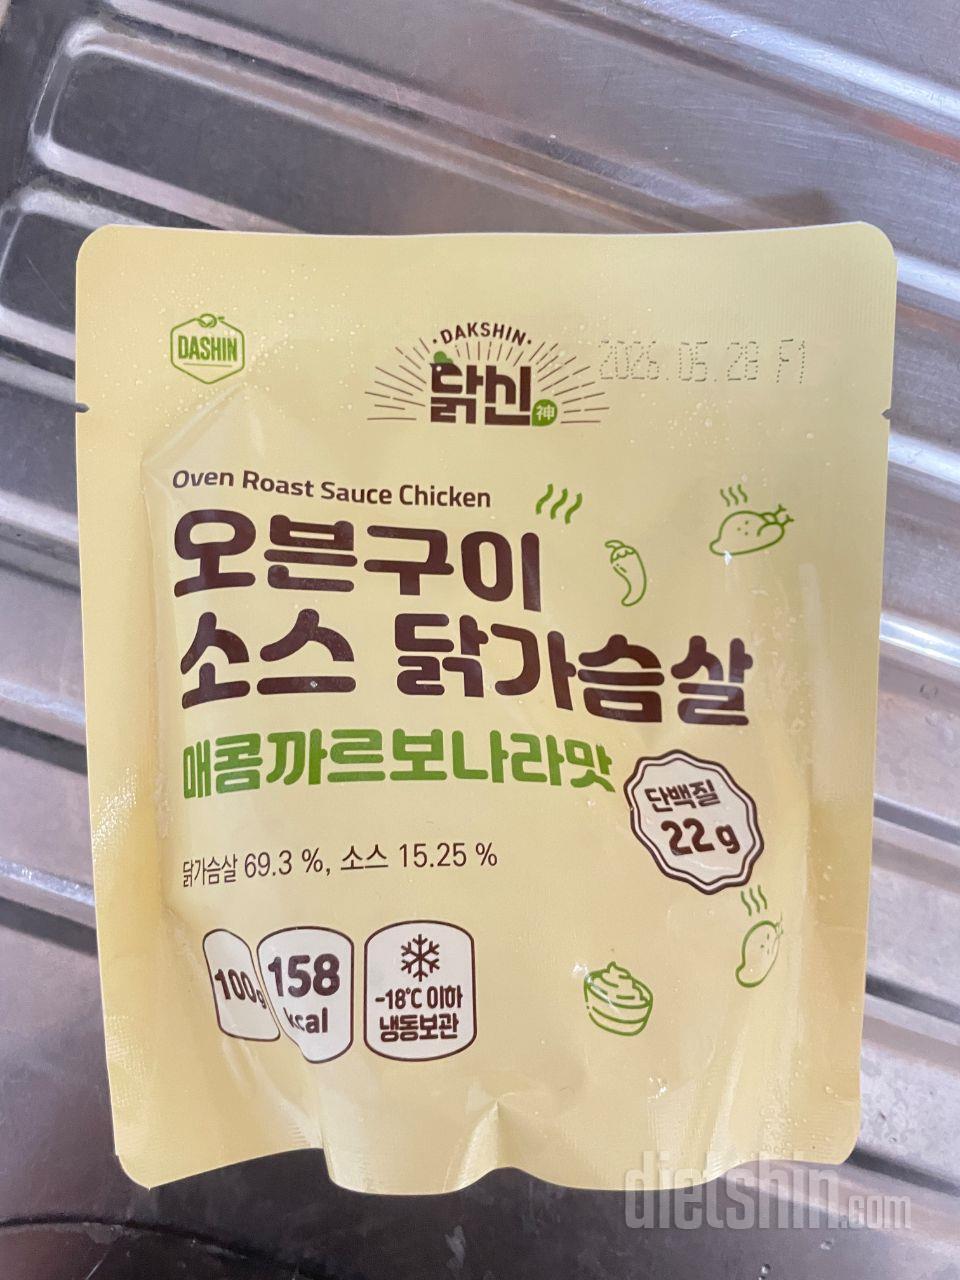 DASHIN
·DAKSHIN·
닭신
神
2026.05.28 F1
Oven Roast Sauce Chicken
오븐구이
소스 닭가슴살
매콤까르보나라맛
단백질
22g
닭가슴살 69.3 %, 소스 15.25 %
100g
158
kcal
-18℃ 이하
냉동보관
dietshin.com